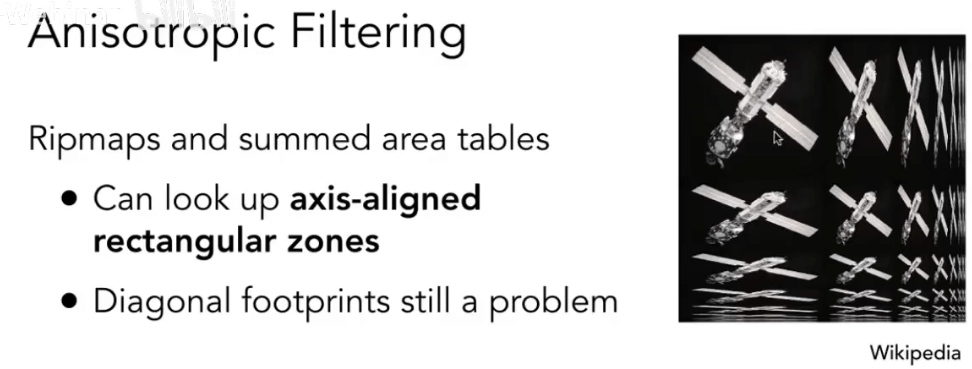 Anisotropic Filtering
Ripmaps and summed area tables
• Can look up axis-aligned
rectangular zones
• Diagonal footprints still a problem
Wikipedia